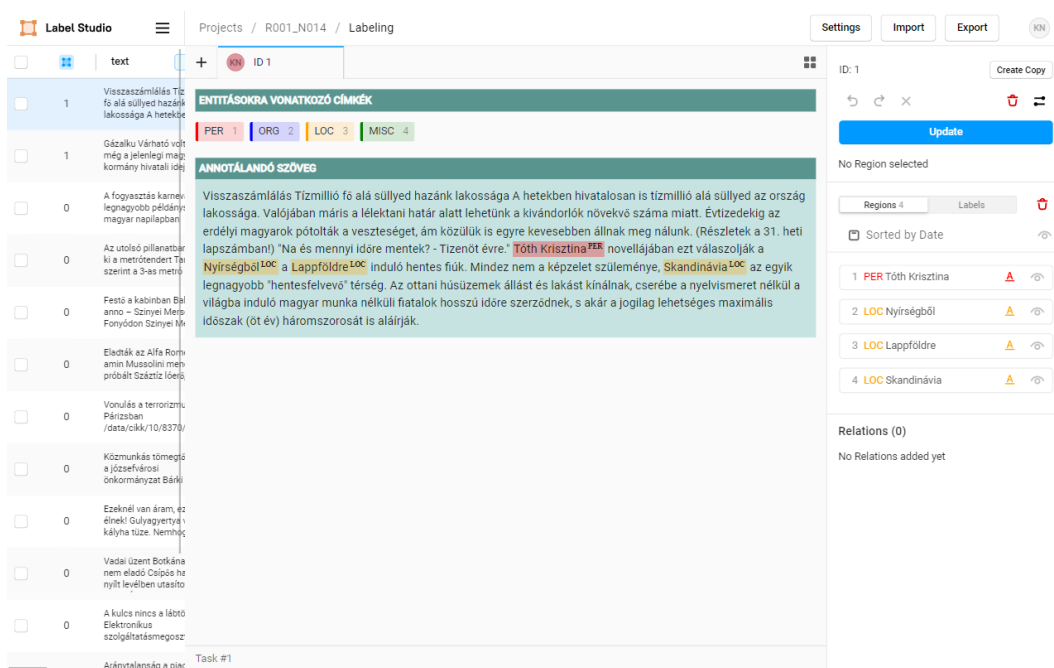 Label Studio
Projects / R001_N014 / Labeling
Settings
Import
Export
KN
text
1
Visszaszámlálás Tíz
fő alá süllyed hazánk
lakossága A hetekbe
1
Gázalku Várható volt
még a jelenlegi magy
kormány hivatali idej
0
A fogyasztás karnev
legnagyobb példánys
magyar napilapban
0
Az utolsó pillanatban
ki a metrótendert Ta
szerint a 3-as metró
0
Festő a kabinban Bal
anno – Szinyei Mers
Fonyódon Szinyei Me
0
Eladták az Alfa Rome
amin Mussolini men
próbált Száztíz lóerő
0
Vonulás a terrorizmu
Párizsban
/data/cikk/10/8370/
0
Közmunkás tömegtá
a józsefvárosi
önkormányzat Bárki
0
Ezeknél van áram, ez
élnek! Gulyagyertya v
kályha tüze. Nemhog
0
Vadai üzent Botkána
nem eladó Csípős ha
nyílt levélben utasíto
0
A kulcs nincs a lábtö
Elektronikus
szolgáltatásmegosz
Aránytalanság a piac
+ KN ID 1
ENTITÁSOKRA VONATKOZÓ CÍMKÉK
PER 1 ORG 2 LOC 3 MISC 4
ANNOTÁLANDÓ SZÖVEG
Visszaszámlálás Tízmillió fő alá süllyed hazánk lakossága A hetekben hivatalosan is tízmillió alá süllyed az ország
lakossága. Valójában máris a lélektani határ alatt lehetünk a kivándorlók növekvő száma miatt. Évtizedekig az
erdélyi magyarok pótolták a veszteséget, ám közülük is egyre kevesebben állnak meg nálunk. (Részletek a 31. heti
lapszámban!) "Na és mennyi időre mentek? - Tizenöt évre." Tóth Krisztina PER novellájában ezt válaszolják a
Nyírségből LOC a Lappföldre LOC induló hentes fiúk. Mindez nem a képzelet szüleménye, Skandinávia LOC az egyik
legnagyobb "hentesfelvevő" térség. Az ottani húsüzemek állást és lakást kínálnak, cserébe a nyelvismeret nélkül a
világba induló magyar munka nélküli fiatalok hosszú időre szerződnek, s akár a jogilag lehetséges maximális
időszak (öt év) háromszorosát is aláírják.
Task #1
ID: 1
Create Copy
Update
No Region selected
Regions 4
Labels
Sorted by Date
1 PER Tóth Krisztina A
2 LOC Nyírségből A
3 LOC Lappföldre A
4 LOC Skandinávia A
Relations (0)
No Relations added yet